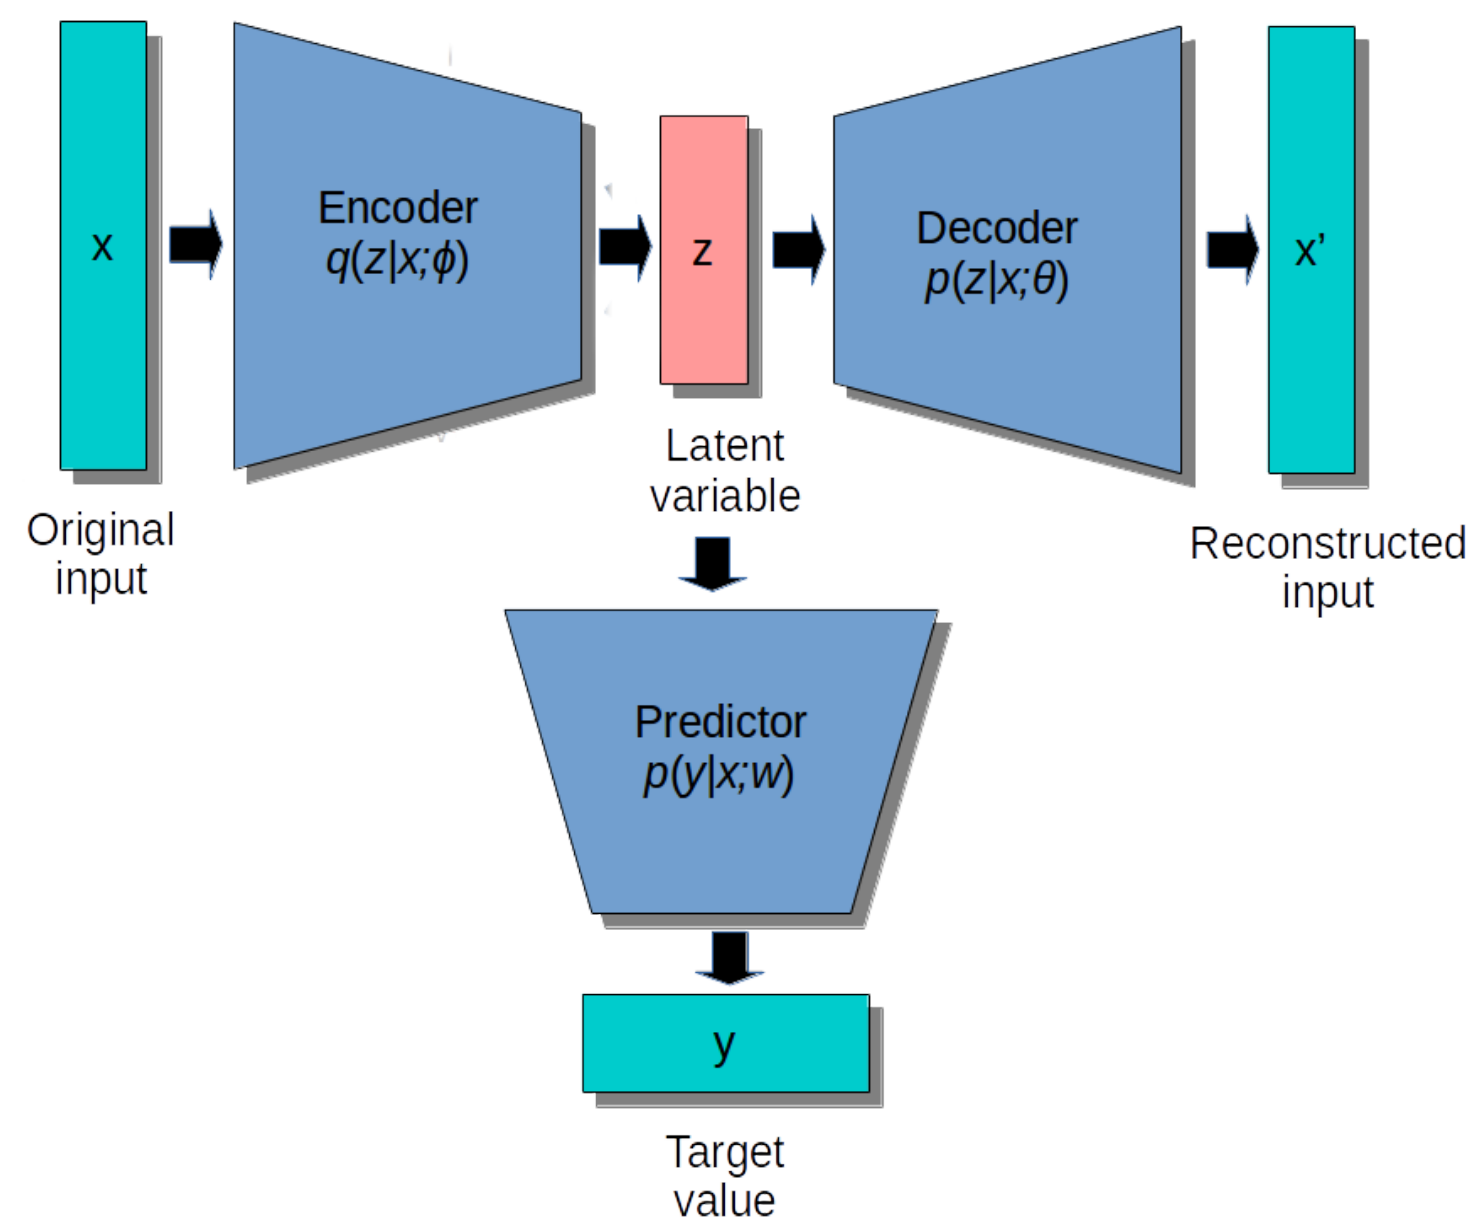 x
Encoder
q(z|x;ϕ)
z
Decoder
p(z|x;θ)
x’
Original
input
Latent
variable
Reconstructed
input
Predictor
p(y|x;w)
y
Target
value